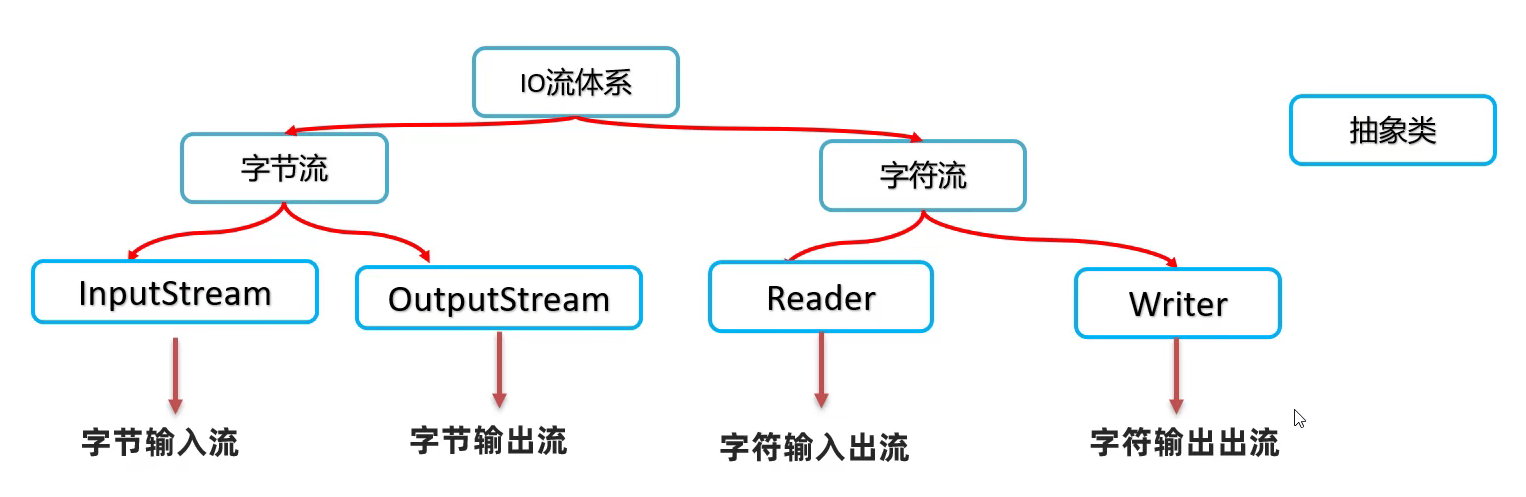 IO流体系
抽象类
字节流
字符流
InputStream
OutputStream
Reader
Writer
字节输入流
字节输出流
字符输入出流
字符输出出流